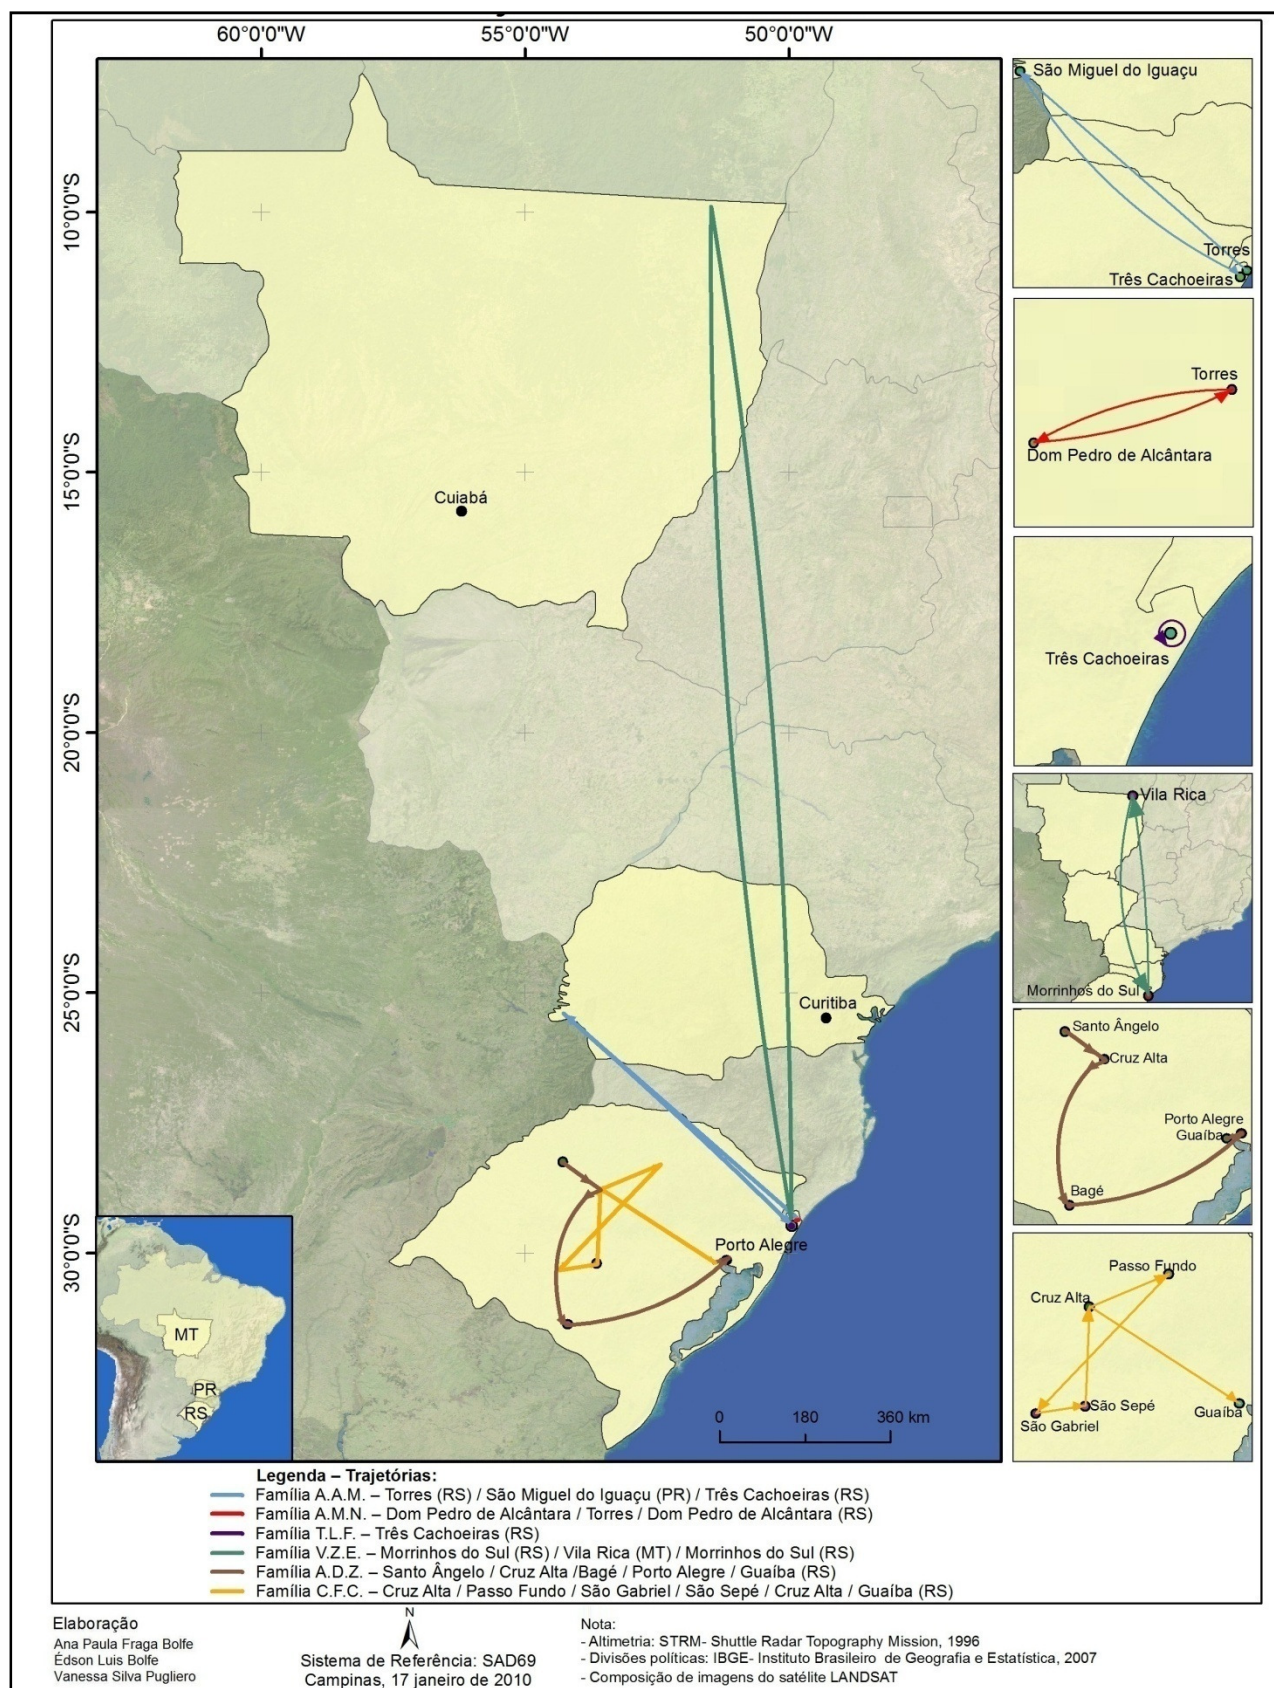 60°0'0"W
55°0'0"W
50°0'0"W
10°0'0"S
15°0'0"S
20°0'0"S
25°0'0"S
30°0'0"S
Cuiabá
Curitiba
Porto Alegre
0 180 360 km
MT
PR
RS
São Miguel do Iguaçu
Torres
Três Cachoeiras
Torres
Dom Pedro de Alcântara
Três Cachoeiras
Vila Rica
Morrinhos do Sul
Santo Ângelo
Cruz Alta
Porto Alegre
Guaíba
Bagé
Passo Fundo
Cruz Alta
São Sepé
Guaíba
São Gabriel
Legenda – Trajetórias:
Família A.A.M. – Torres (RS) / São Miguel do Iguaçu (PR) / Três Cachoeiras (RS)
Família A.M.N. – Dom Pedro de Alcântara / Torres / Dom Pedro de Alcântara (RS)
Família T.L.F. – Três Cachoeiras (RS)
Família V.Z.E. – Morrinhos do Sul (RS) / Vila Rica (MT) / Morrinhos do Sul (RS)
Família A.D.Z. – Santo Ângelo / Cruz Alta /Bagé / Porto Alegre / Guaíba (RS)
Família C.F.C. – Cruz Alta / Passo Fundo / São Gabriel / São Sepé / Cruz Alta / Guaíba (RS)
Elaboração
Ana Paula Fraga Bolfe
Édson Luis Bolfe
Vanessa Silva Pugliero
N
Sistema de Referência: SAD69
Campinas, 17 janeiro de 2010
Nota:
- Altimetria: STRM- Shuttle Radar Topography Mission, 1996
- Divisões políticas: IBGE- Instituto Brasileiro de Geografia e Estatística, 2007
- Composição de imagens do satélite LANDSAT